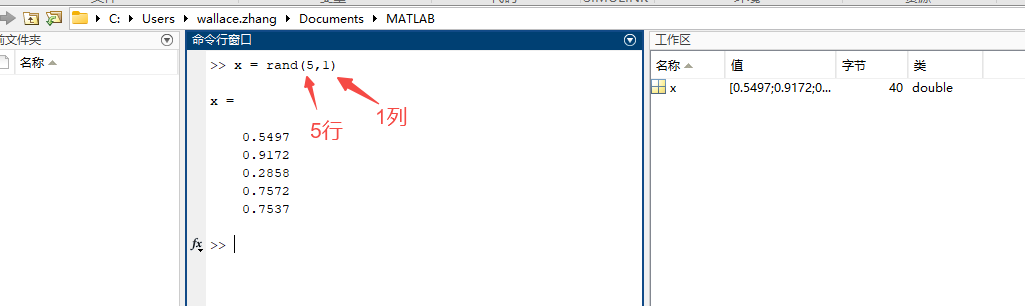 C: Users wallace.zhang Documents MATLAB
前文件夹
名称
命令行窗口
>> x = rand(5,1)
x =
5行
1列
0.5497
0.9172
0.2858
0.7572
0.7537
fx >>
工作区
名称 值 字节 类
x [0.5497;0.9172;0... 40 double